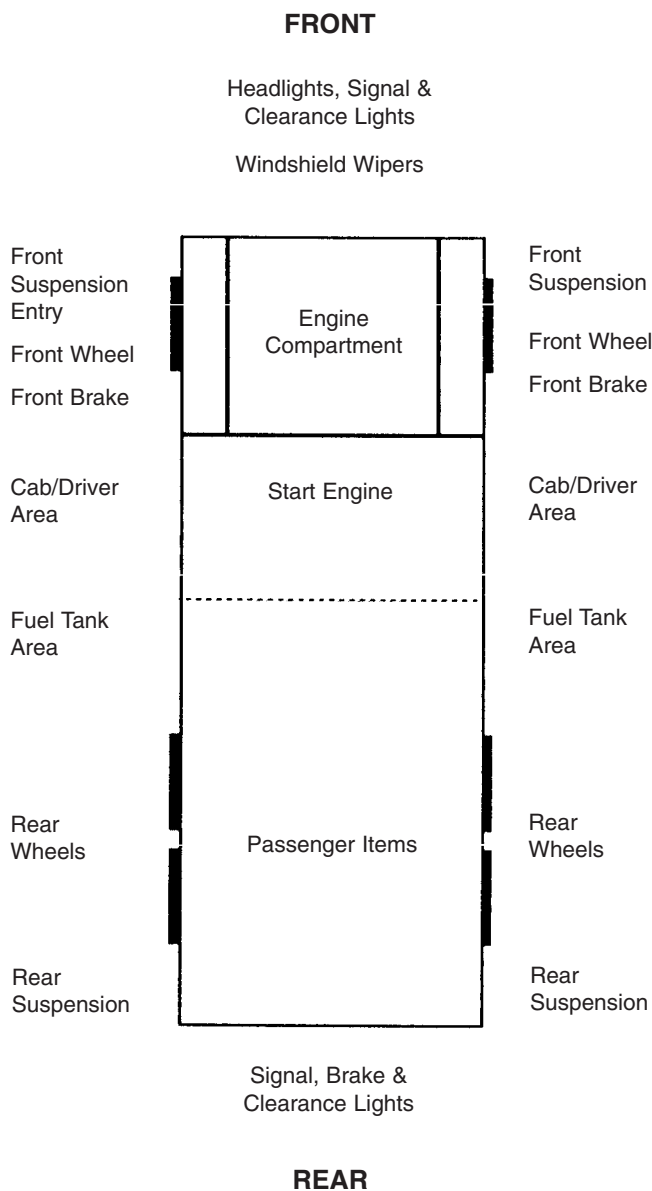 FRONT
Headlights, Signal &
Clearance Lights
Windshield Wipers
Front
Suspension
Entry
Front Wheel
Front Brake
Engine
Compartment
Front
Suspension
Front Wheel
Front Brake
Cab/Driver
Area
Start Engine
Cab/Driver
Area
Fuel Tank
Area
Fuel Tank
Area
Rear
Wheels
Passenger Items
Rear
Wheels
Rear
Suspension
Rear
Suspension
Signal, Brake &
Clearance Lights
REAR